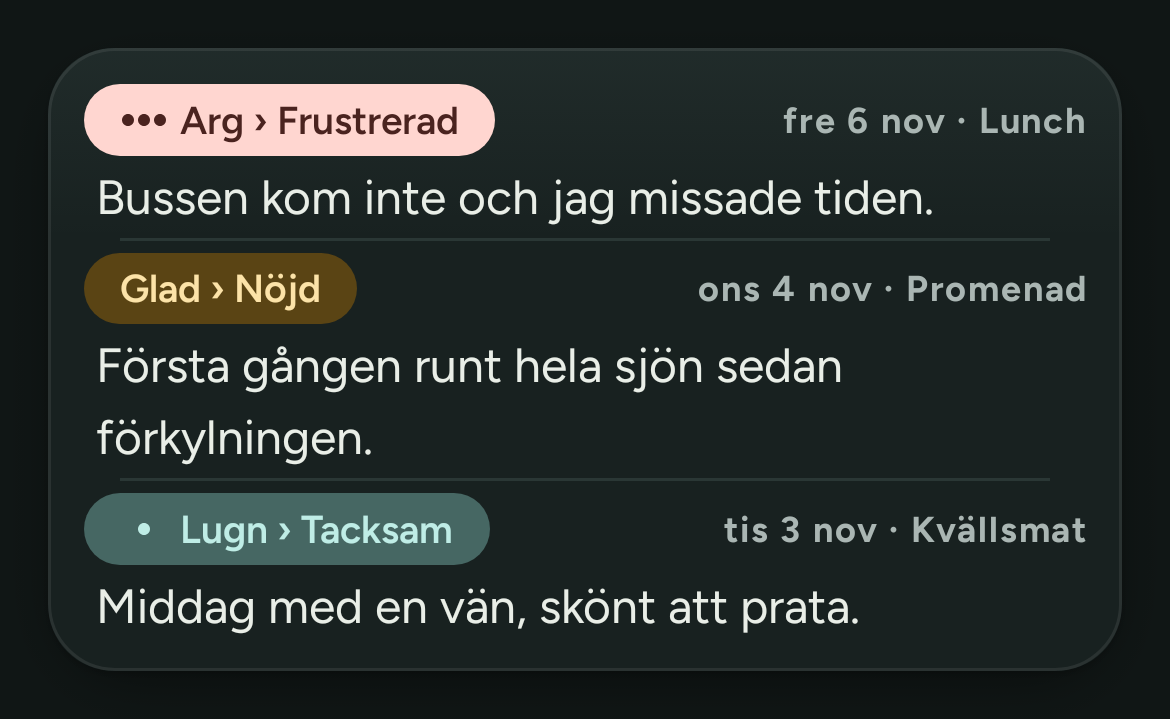 ••• Arg › Frustrerad fre 6 nov · Lunch
Bussen kom inte och jag missade tiden.
Glad › Nöjd ons 4 nov · Promenad
Första gången runt hela sjön sedan
förkylningen.
• Lugn › Tacksam tis 3 nov · Kvällsmat
Middag med en vän, skönt att prata.